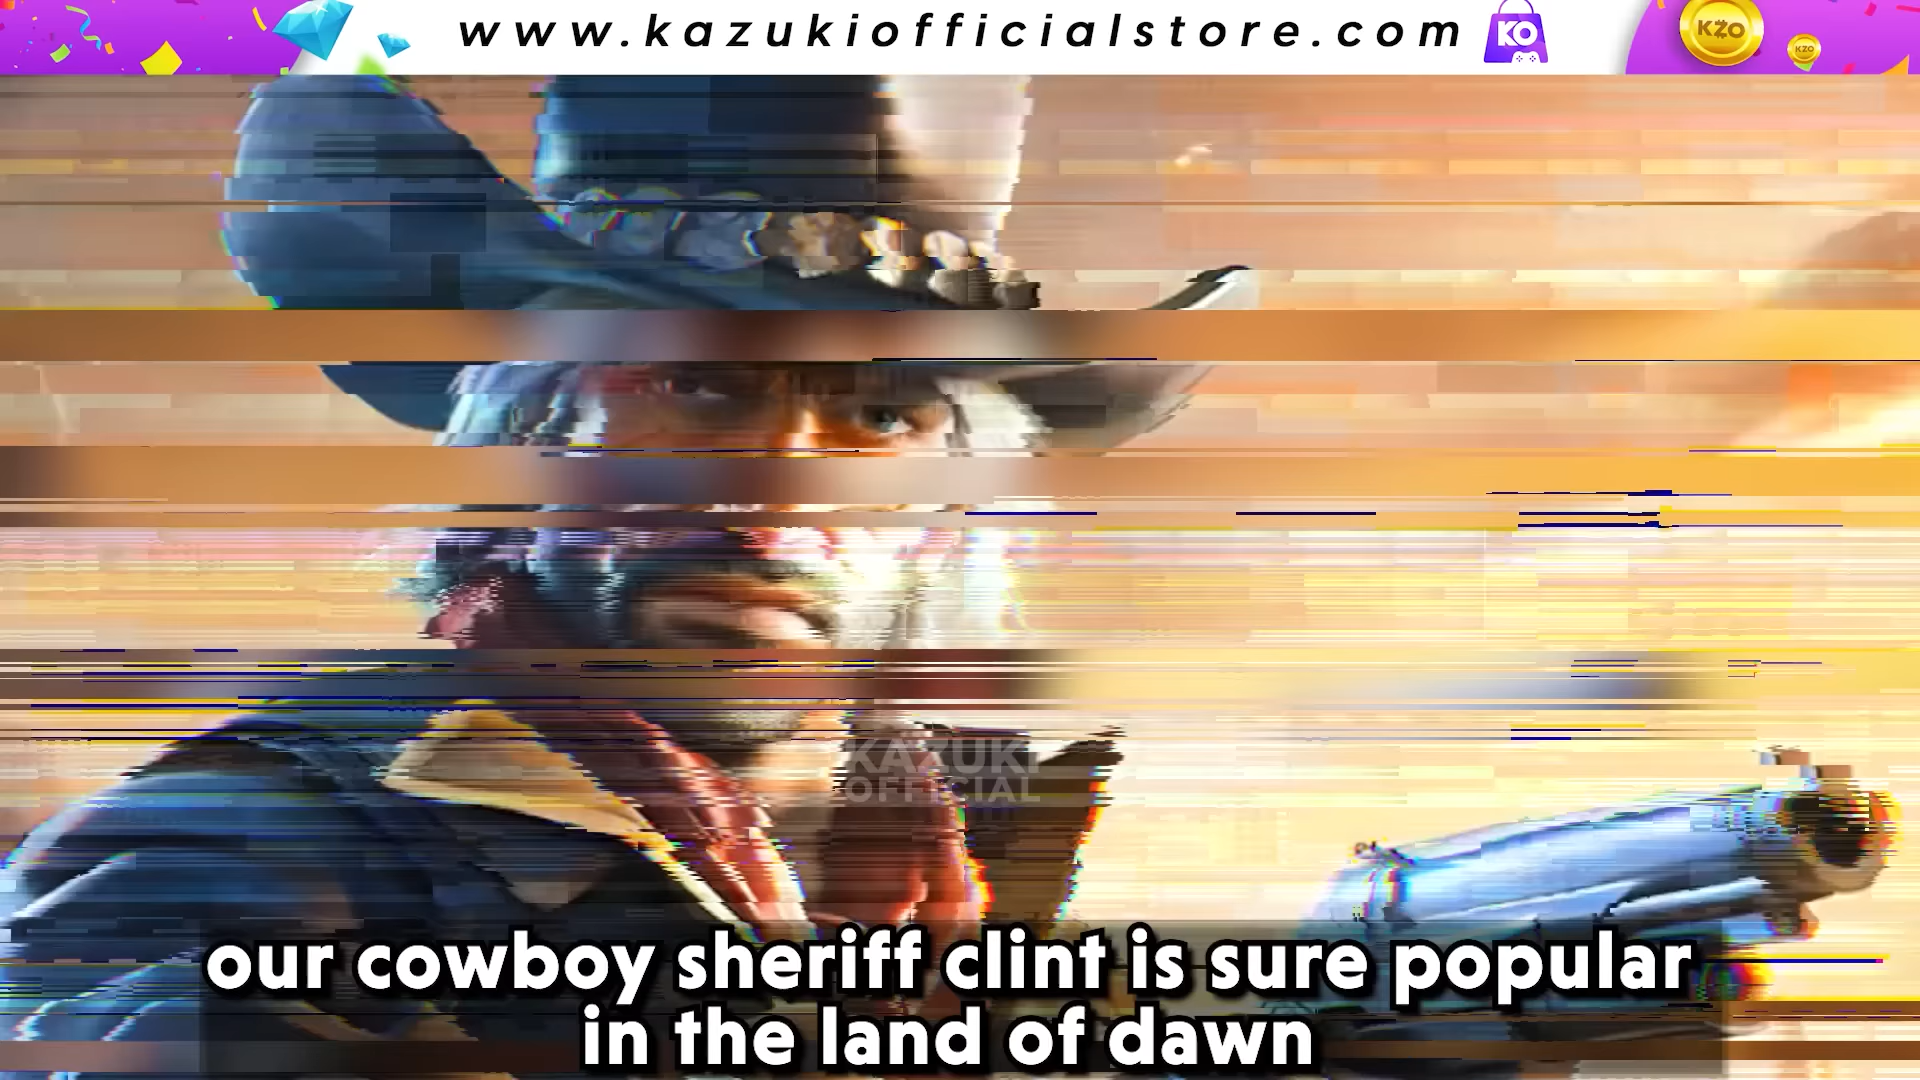 www.kazukiofficialstore.com
KO
KZO
KZO
KAZUKI
OFFICIAL
our cowboy sheriff clint is sure popular
in the land of dawn